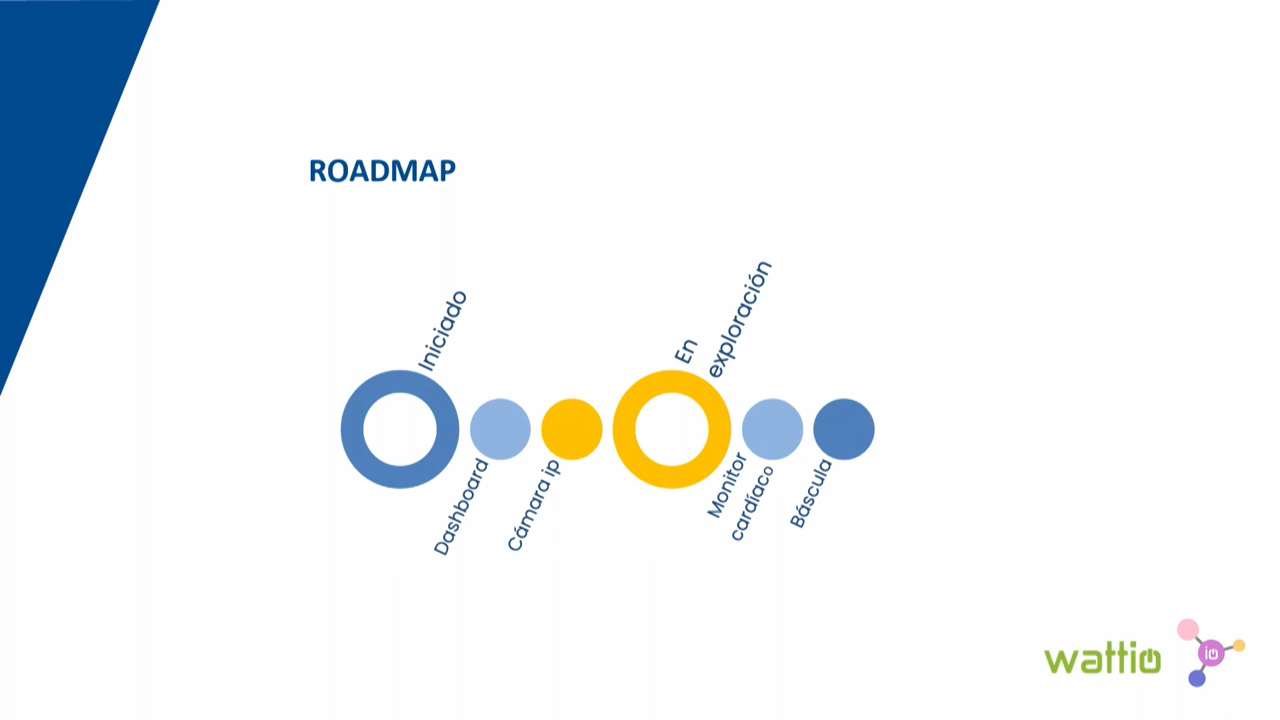 ROADMAP
Iniciado
Dashboard
Cámara ip
En
exploración
Monitor
cardíaco
Báscula
wattio
io